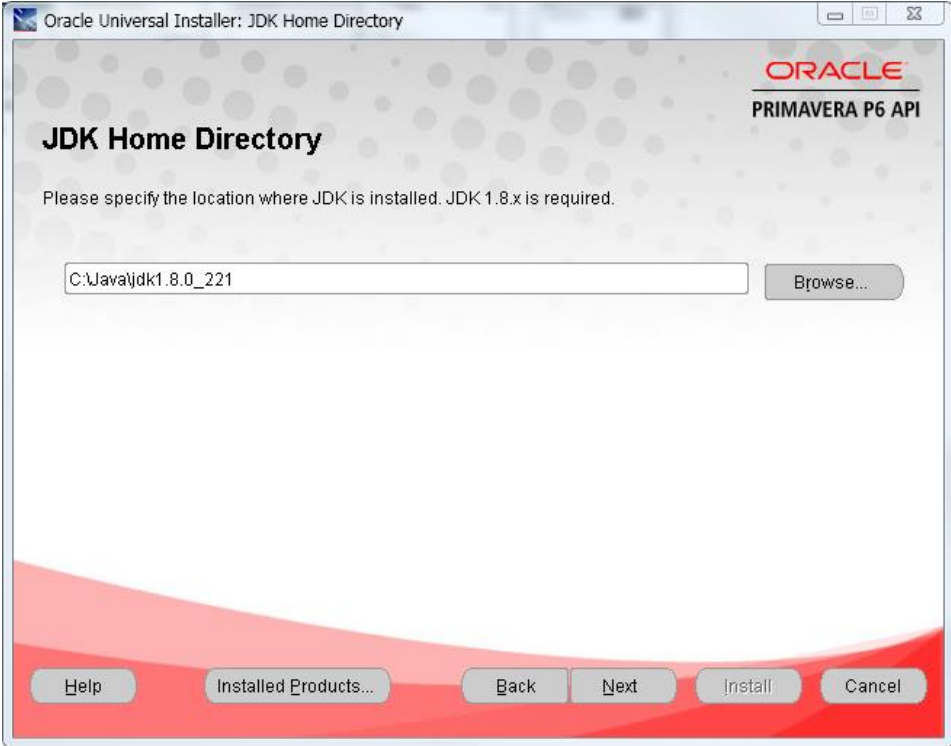 Oracle Universal Installer: JDK Home Directory
ORACLE
PRIMAVERA P6 API
JDK Home Directory
Please specify the location where JDK is installed. JDK 1.8.x is required.
C:\Java\jdk1.8.0_221
Browse...
Help
Installed Products...
Back
Next
Install
Cancel